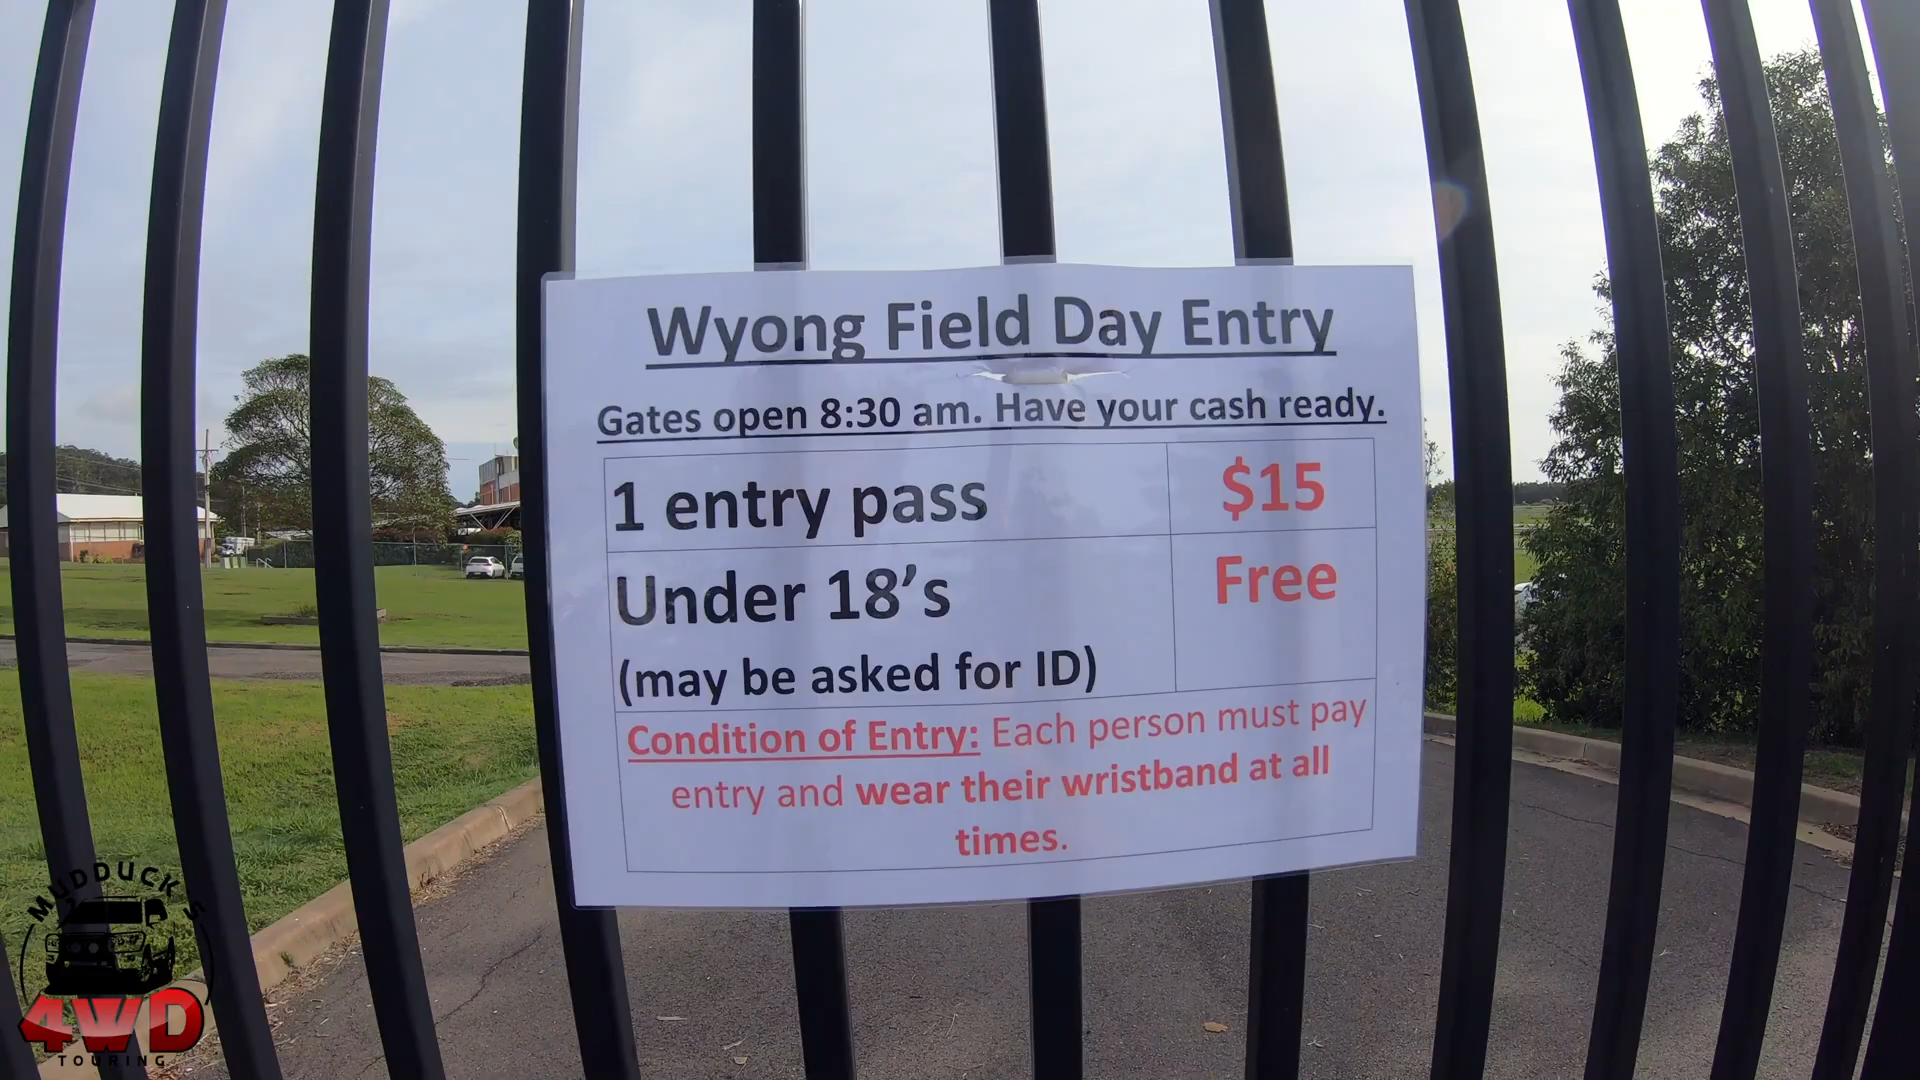 Wyong Field Day Entry
Gates open 8:30 am. Have your cash ready.
1 entry pass $15
Under 18's Free
(may be asked for ID)
Condition of Entry: Each person must pay
entry and wear their wristband at all
times.
MUDDUCK'S
4WD
TOURING